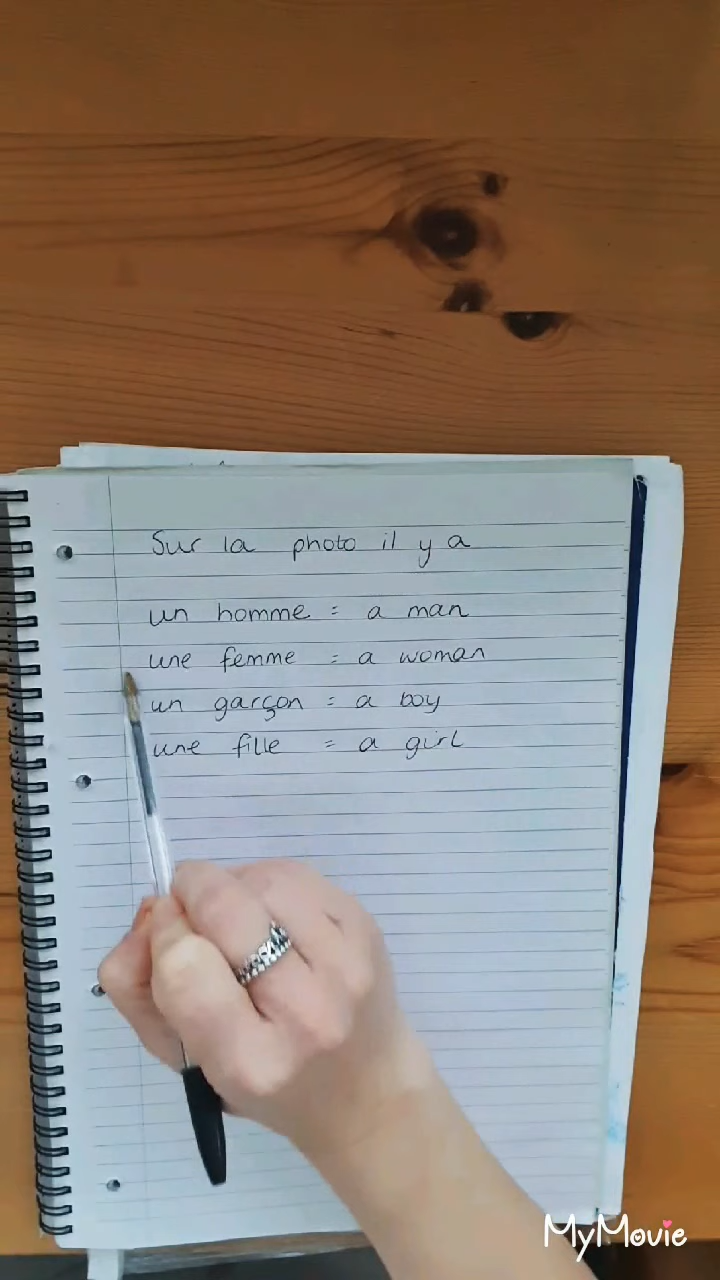 Sur la photo il y a
un homme = a man
une femme = a woman
un garçon = a boy
une fille = a girl
MyMovie